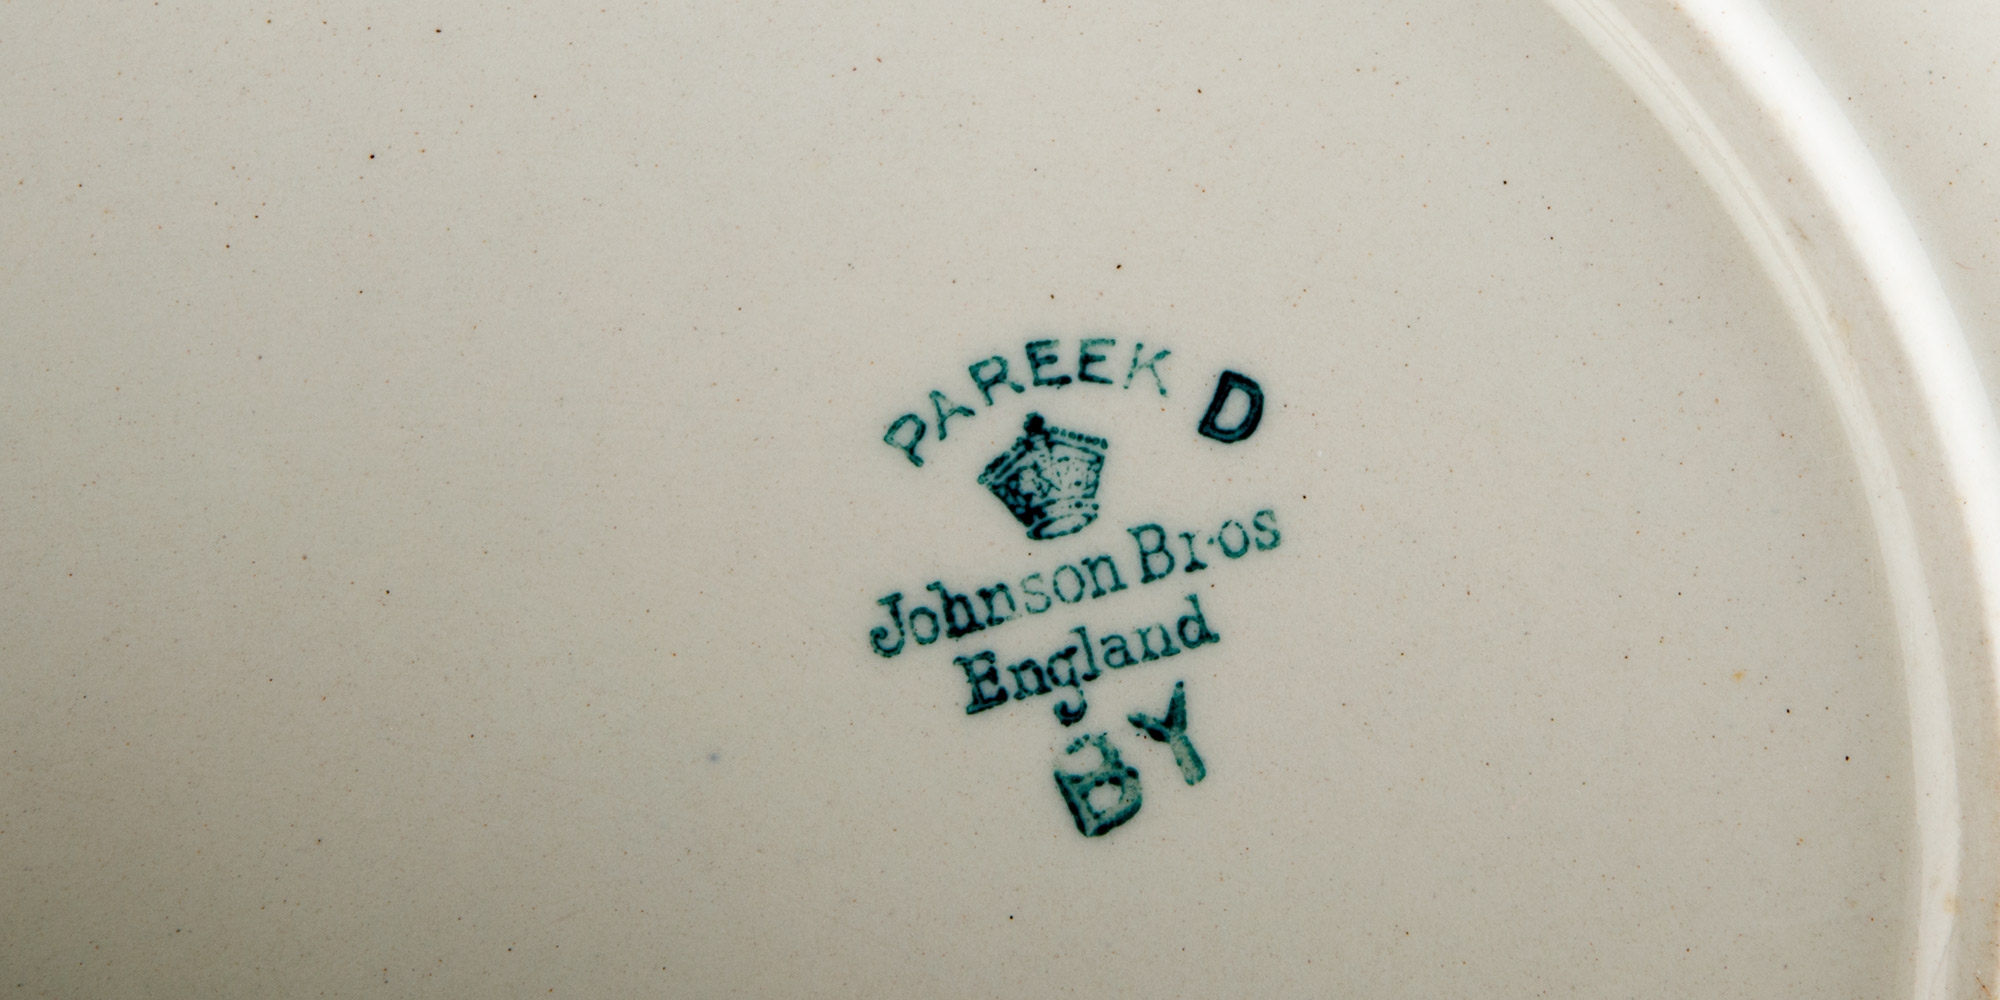 PAREEK D
Johnson Bros
England
BY